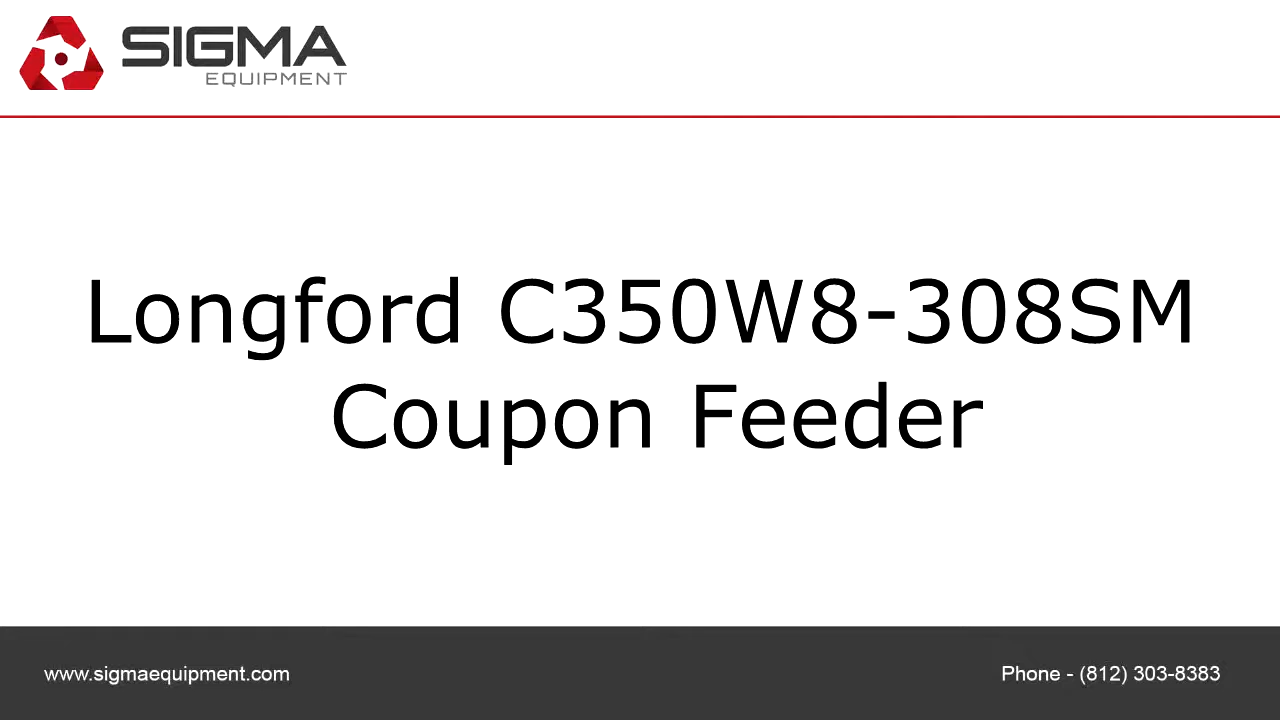 SIGMA
EQUIPMENT
Longford C350W8-308SM
Coupon Feeder
www.sigmaequipment.com
Phone - (812) 303-8383